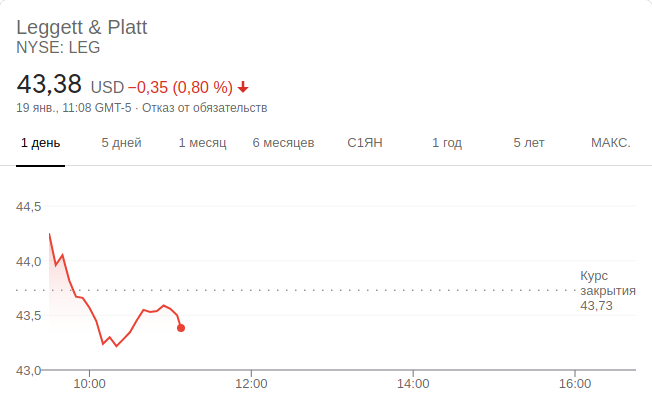 Leggett & Platt
NYSE: LEG
43,38 USD −0,35 (0,80 %)
19 янв., 11:08 GMT-5 · Отказ от обязательств
1 день 5 дней 1 месяц 6 месяцев С1ЯН 1 год 5 лет МАКС.
44,5
44,0
Курс
закрытия
43,73
43,5
43,0
10:00 12:00 14:00 16:00